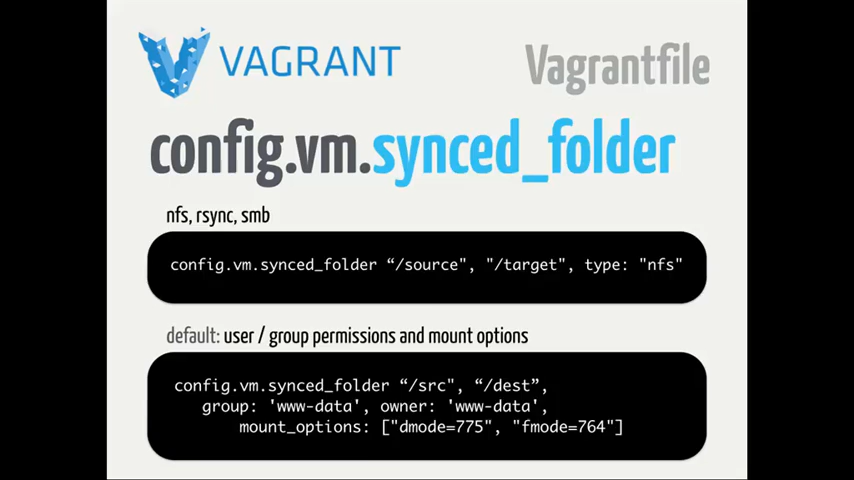 VAGRANT
Vagrantfile
config.vm.synced_folder
nfs, rsync, smb
config.vm.synced_folder “/source", "/target", type: "nfs"
default: user / group permissions and mount options
config.vm.synced_folder “/src", “/dest”,
group: 'www-data', owner: 'www-data',
mount_options: ["dmode=775", "fmode=764"]